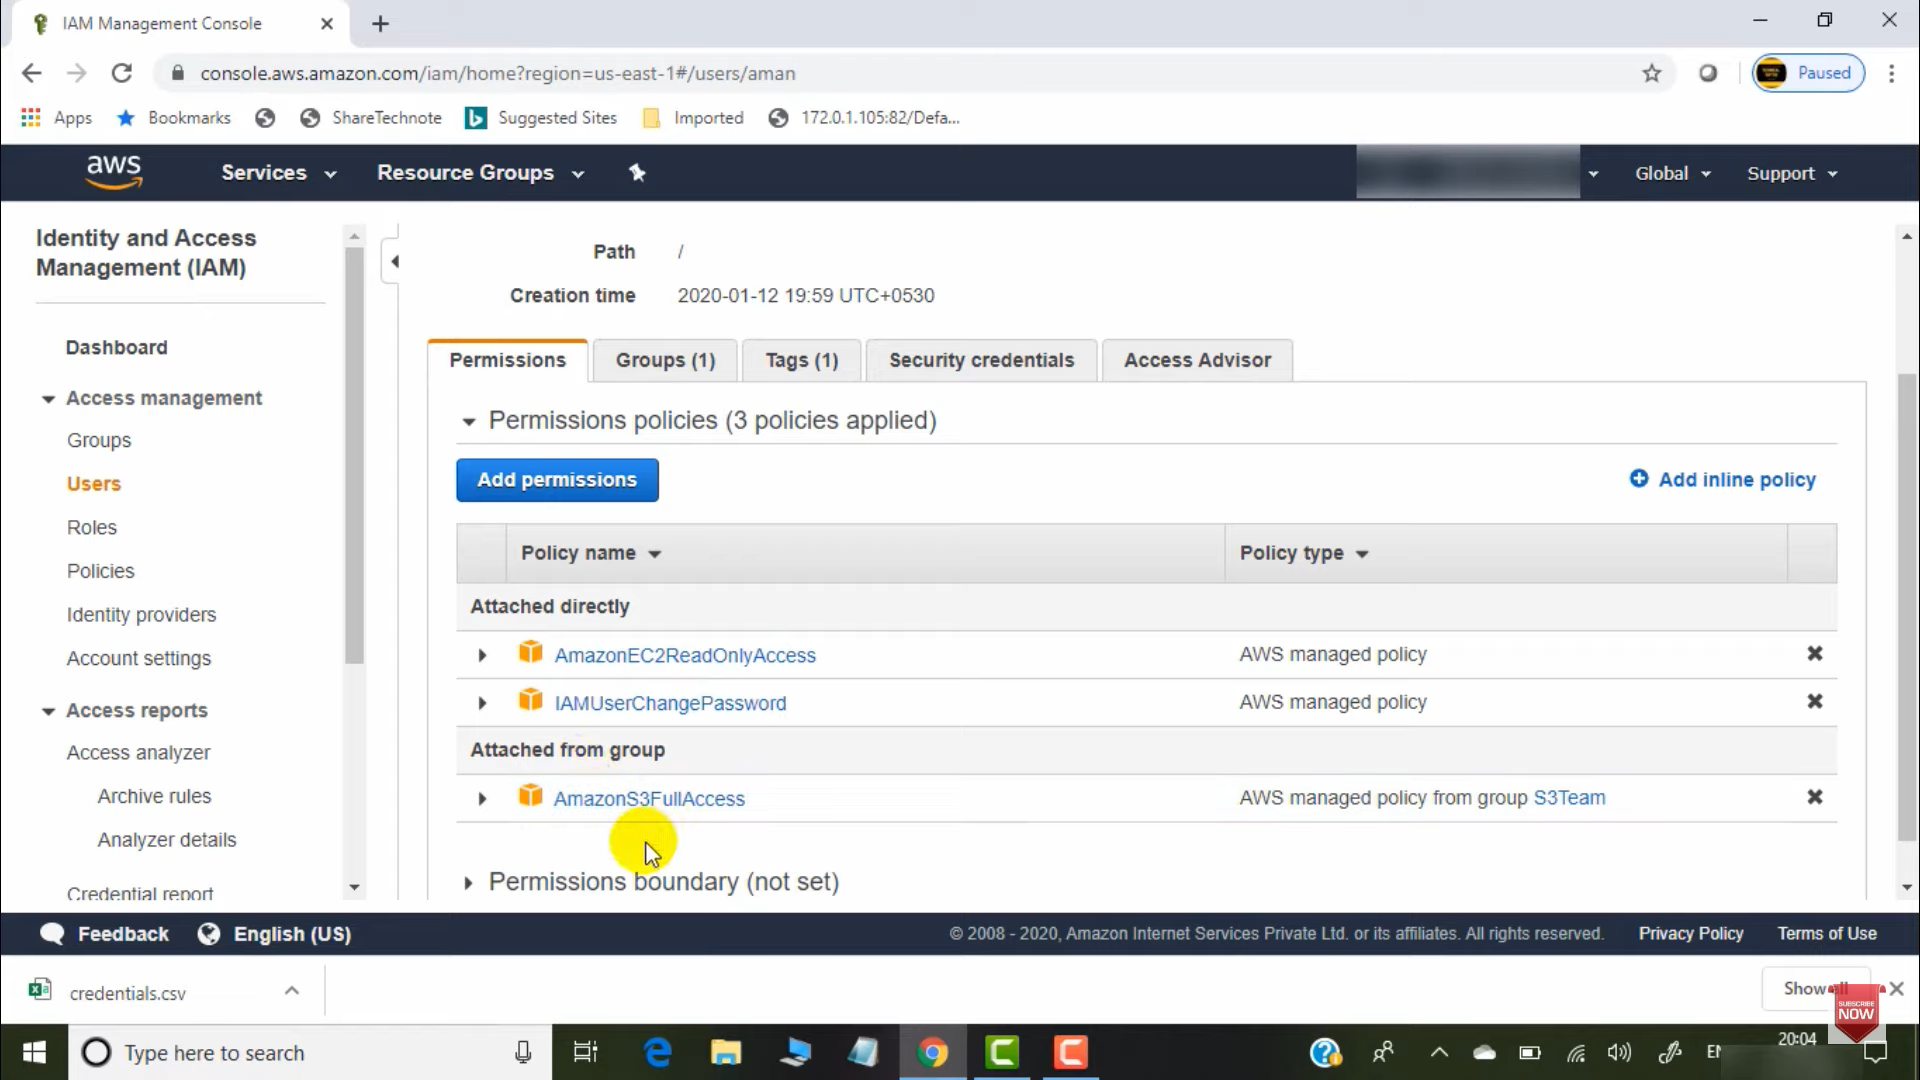 IAM Management Console
console.aws.amazon.com/iam/home?region=us-east-1#/users/aman
Paused
Apps
Bookmarks
ShareTechnote
Suggested Sites
Imported
172.0.1.105:82/Defa...
aws
Services
Resource Groups
Global
Support
Identity and Access
Management (IAM)
Dashboard
Access management
Groups
Users
Roles
Policies
Identity providers
Account settings
Access reports
Access analyzer
Archive rules
Analyzer details
Credential report
Path /
Creation time 2020-01-12 19:59 UTC+0530
Permissions
Groups (1)
Tags (1)
Security credentials
Access Advisor
Permissions policies (3 policies applied)
Add permissions
Add inline policy
Policy name
Policy type
Attached directly
AmazonEC2ReadOnlyAccess AWS managed policy
IAMUserChangePassword AWS managed policy
Attached from group
AmazonS3FullAccess AWS managed policy from group S3Team
Permissions boundary (not set)
Feedback
English (US)
© 2008 - 2020, Amazon Internet Services Private Ltd. or its affiliates. All rights reserved.
Privacy Policy
Terms of Use
credentials.csv
Show
SUBSCRIBE
NOW
Type here to search
20:04